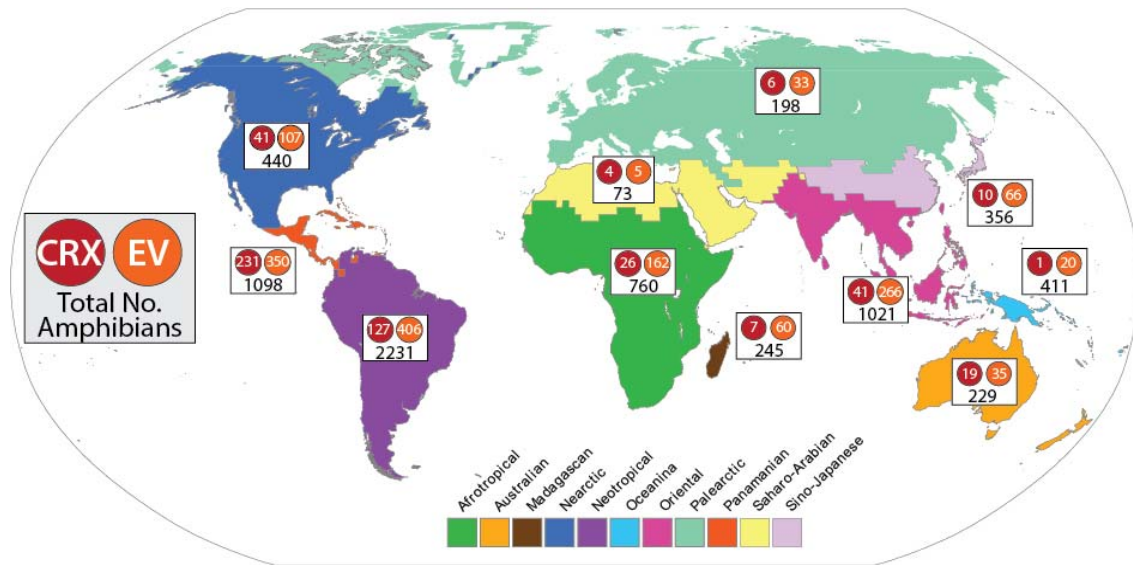 6 33
198
41 107
440
4 5
73
10 66
356
CRX EV
Total No.
Amphibians
231 350
1098
26 162
760
1 20
411
41 266
1021
127 406
2231
7 60
245
19 35
229
Afrotropical
Australian
Madagascan
Nearctic
Neotropical
Oceanina
Oriental
Palearctic
Panamanian
Saharo-Arabian
Sino-Japanese